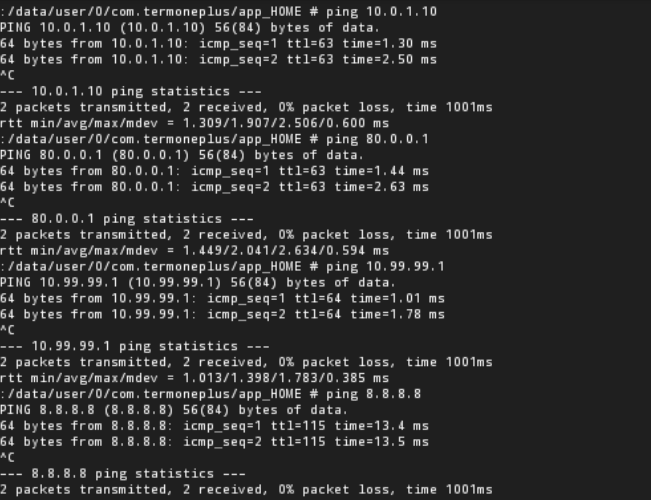 :/data/user/0/com.termoneplus/app_HOME # ping 10.0.1.10
PING 10.0.1.10 (10.0.1.10) 56(84) bytes of data.
64 bytes from 10.0.1.10: icmp_seq=1 ttl=63 time=1.30 ms
64 bytes from 10.0.1.10: icmp_seq=2 ttl=63 time=2.50 ms
^C
--- 10.0.1.10 ping statistics ---
2 packets transmitted, 2 received, 0% packet loss, time 1001ms
rtt min/avg/max/mdev = 1.309/1.907/2.506/0.600 ms
:/data/user/0/com.termoneplus/app_HOME # ping 80.0.0.1
PING 80.0.0.1 (80.0.0.1) 56(84) bytes of data.
64 bytes from 80.0.0.1: icmp_seq=1 ttl=63 time=1.44 ms
64 bytes from 80.0.0.1: icmp_seq=2 ttl=63 time=2.63 ms
^C
--- 80.0.0.1 ping statistics ---
2 packets transmitted, 2 received, 0% packet loss, time 1001ms
rtt min/avg/max/mdev = 1.449/2.041/2.634/0.594 ms
:/data/user/0/com.termoneplus/app_HOME # ping 10.99.99.1
PING 10.99.99.1 (10.99.99.1) 56(84) bytes of data.
64 bytes from 10.99.99.1: icmp_seq=1 ttl=64 time=1.01 ms
64 bytes from 10.99.99.1: icmp_seq=2 ttl=64 time=1.78 ms
^C
--- 10.99.99.1 ping statistics ---
2 packets transmitted, 2 received, 0% packet loss, time 1001ms
rtt min/avg/max/mdev = 1.013/1.398/1.783/0.385 ms
:/data/user/0/com.termoneplus/app_HOME # ping 8.8.8.8
PING 8.8.8.8 (8.8.8.8) 56(84) bytes of data.
64 bytes from 8.8.8.8: icmp_seq=1 ttl=115 time=13.4 ms
64 bytes from 8.8.8.8: icmp_seq=2 ttl=115 time=13.5 ms
^C
--- 8.8.8.8 ping statistics ---
2 packets transmitted, 2 received, 0% packet loss, time 1001ms